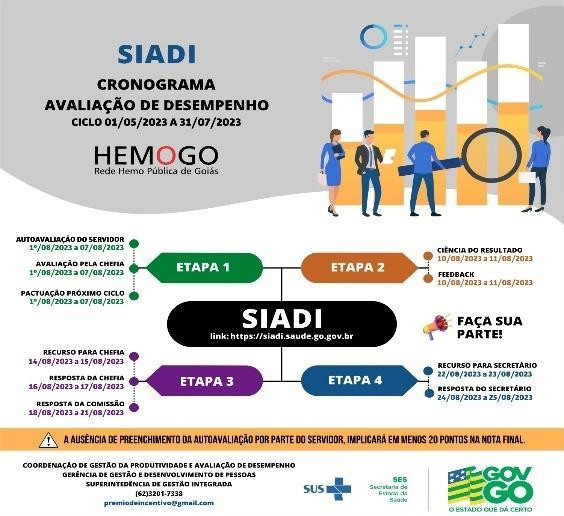 SIADI
CRONOGRAMA
AVALIAÇÃO DE DESEMPENHO
CICLO 01/05/2023 A 31/07/2023
HEMOGO
Rede Hemo Pública de Goiás
AUTOAVALIAÇÃO DO SERVIDOR
1º/08/2023 a 07/08/2023
AVALIAÇÃO PELA CHEFIA
1º/08/2023 a 07/08/2023
PACTUAÇÃO PRÓXIMO CICLO
1º/08/2023 a 07/08/2023
ETAPA 1
ETAPA 2
CIÊNCIA DO RESULTADO
10/08/2023 a 11/08/2023
FEEDBACK
10/08/2023 a 11/08/2023
SIADI
link: https://siadi.saude.go.gov.br
FAÇA SUA
PARTE!
RECURSO PARA CHEFIA
14/08/2023 a 15/08/2023
RESPOSTA DA CHEFIA
16/08/2023 a 17/08/2023
RESPOSTA DA COMISSÃO
18/08/2023 a 21/08/2023
ETAPA 3
ETAPA 4
RECURSO PARA SECRETÁRIO
22/08/2023 a 23/08/2023
RESPOSTA DO SECRETÁRIO
24/08/2023 a 25/08/2023
A AUSÊNCIA DE PREENCHIMENTO DA AUTOAVALIAÇÃO POR PARTE DO SERVIDOR, IMPLICARÁ EM MENOS 20 PONTOS NA NOTA FINAL.
COORDENAÇÃO DE GESTÃO DA PRODUTIVIDADE E AVALIAÇÃO DE DESEMPENHO
GERÊNCIA DE GESTÃO E DESENVOLVIMENTO DE PESSOAS
SUPERINTEDÊNCIA DE GESTÃO INTEGRADA
(62)3201-7338
premiodeincentivo@gmail.com
SUS
SES
Secretaria de
Estado da
Saúde
GOV
GO
O ESTADO QUE DÁ CERTO